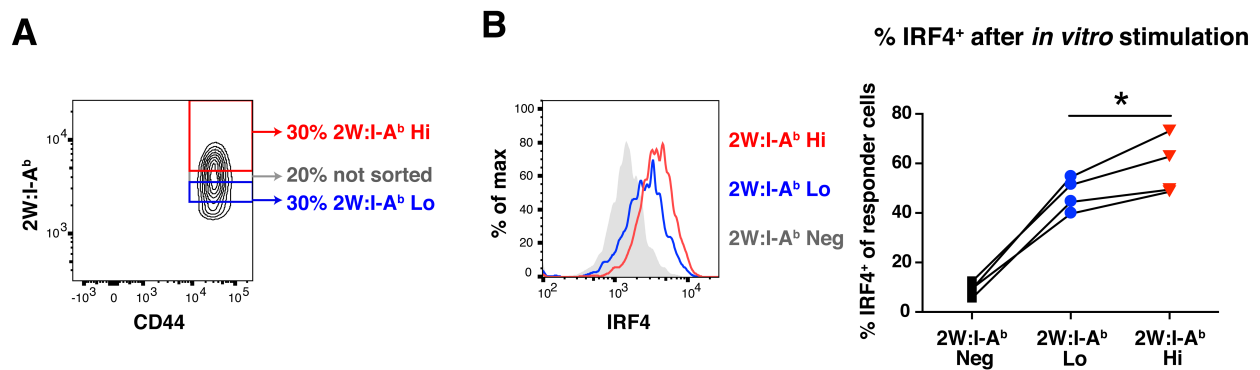 A
2W:I-Aᵇ
10⁴
10³
-10³ 0 10³ 10⁴ 10⁵
CD44
30% 2W:I-Aᵇ Hi
20% not sorted
30% 2W:I-Aᵇ Lo
B
% of max
100
80
60
40
20
0
10² 10³ 10⁴
IRF4
2W:I-Aᵇ Hi
2W:I-Aᵇ Lo
2W:I-Aᵇ Neg
% IRF4⁺ after in vitro stimulation
% IRF4⁺ of responder cells
80
60
40
20
0
*
2W:I-Aᵇ 2W:I-Aᵇ 2W:I-Aᵇ
Neg Lo Hi